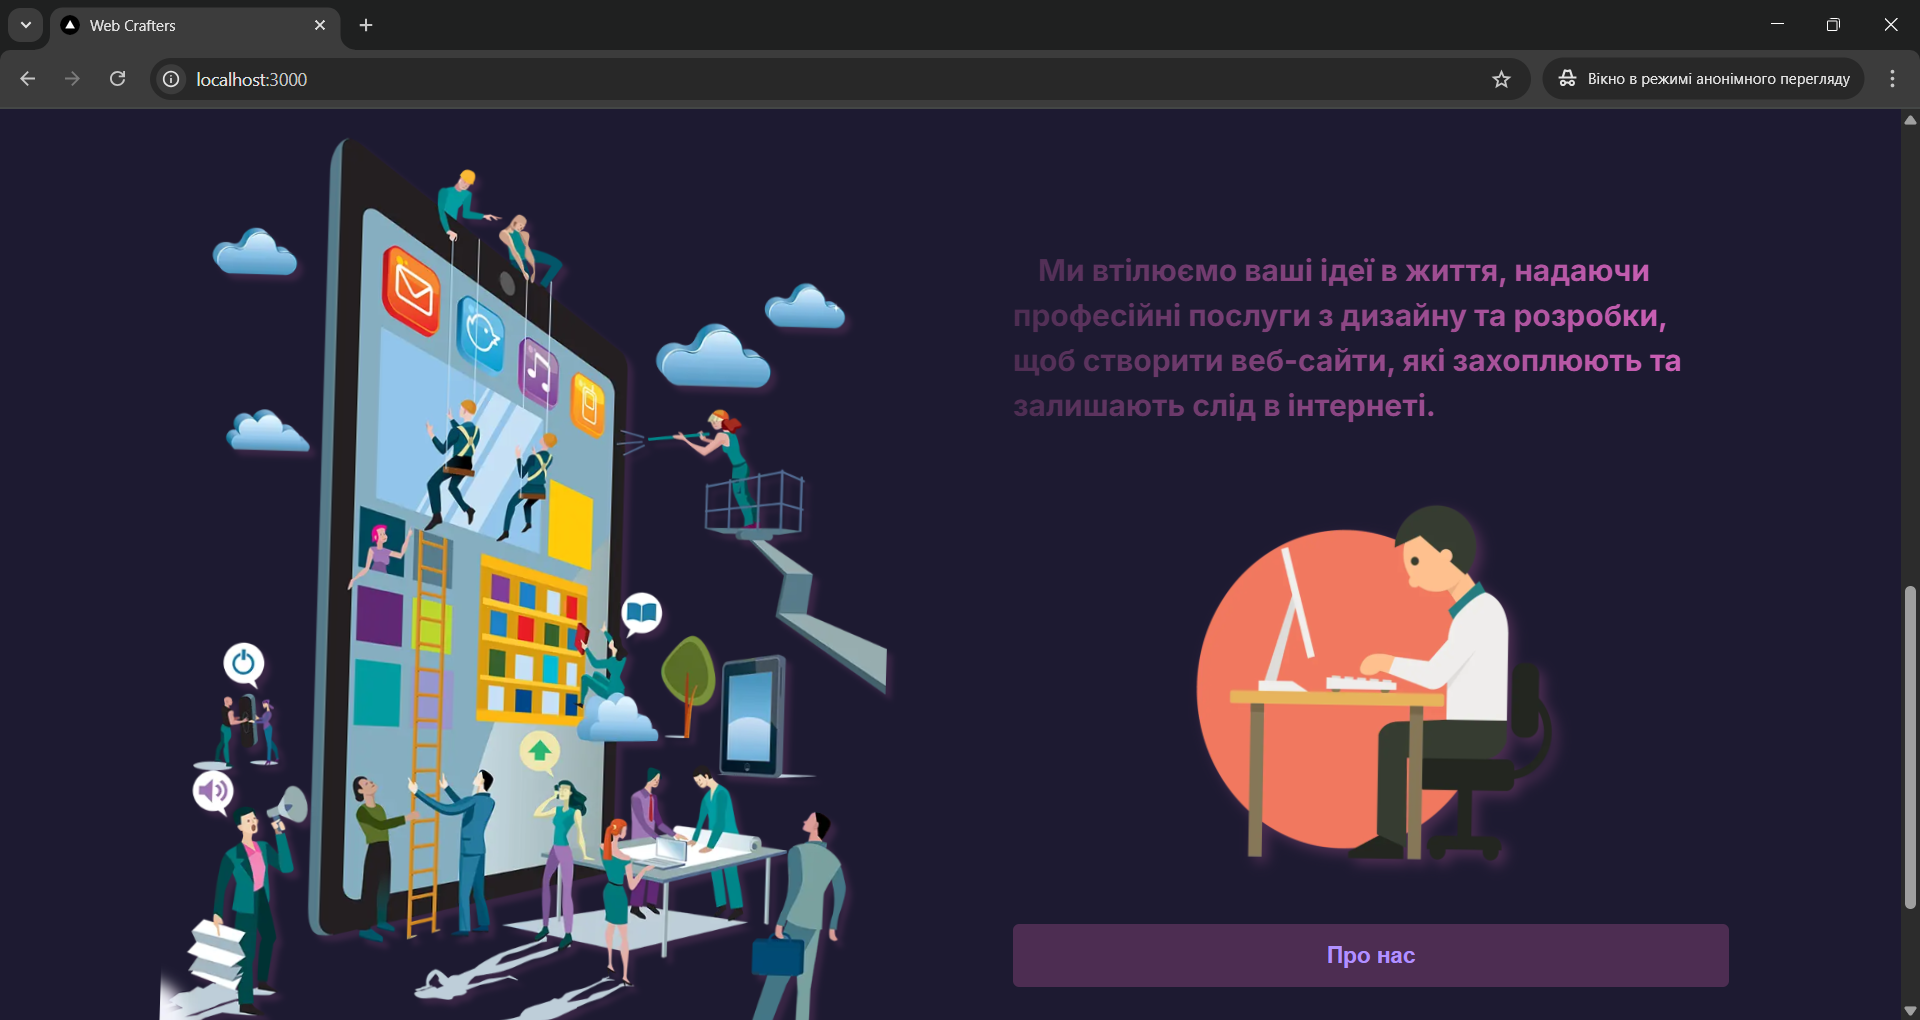 Web Crafters
localhost:3000
Вікно в режимі анонімного перегляду
Ми втілюємо ваші ідеї в життя, надаючи
професійні послуги з дизайну та розробки,
щоб створити веб-сайти, які захоплюють та
залишають слід в інтернеті.
Про нас